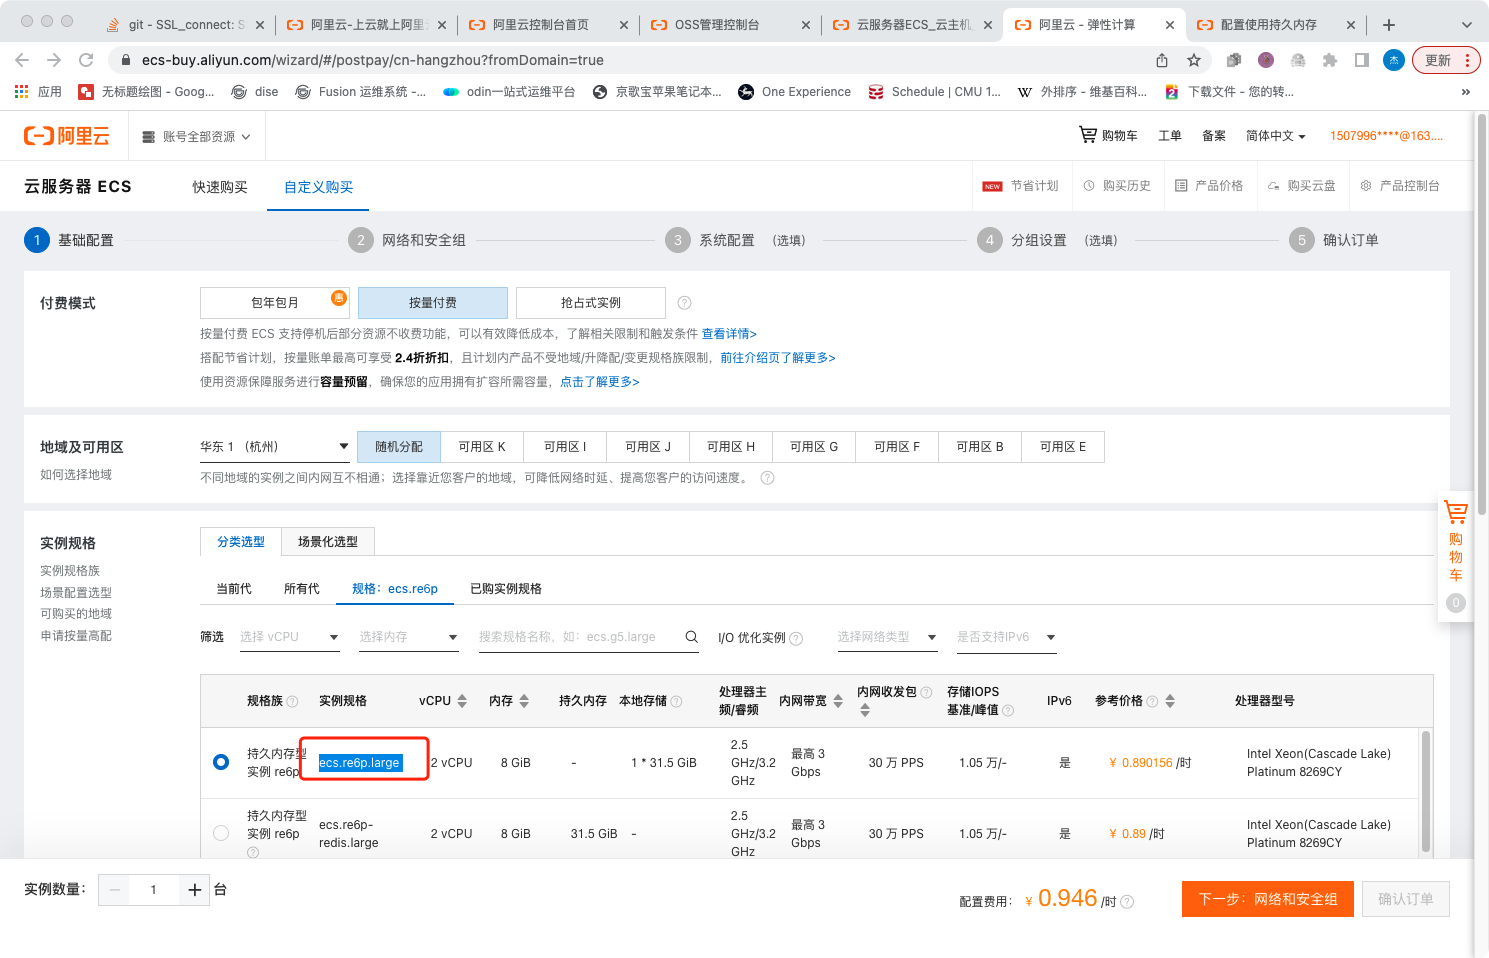 git - SSL_connect: S
阿里云-上云就上阿里云
阿里云控制台首页
OSS管理控制台
云服务器ECS_云主机_
阿里云 - 弹性计算
配置使用持久内存
ecs-buy.aliyun.com/wizard/#/postpay/cn-hangzhou?fromDomain=true
杰
更新
应用
无标题绘图 - Goog...
dise
Fusion 运维系统 -...
odin一站式运维平台
京歌宝苹果笔记本...
One Experience
Schedule | CMU 1...
外排序 - 维基百科...
下载文件 - 您的转...
»
阿里云
账号全部资源
购物车
工单
备案
简体中文
1507996****@163....
云服务器 ECS
快速购买
自定义购买
NEW 节省计划
购买历史
产品价格
购买云盘
产品控制台
1 基础配置
2 网络和安全组
3 系统配置 (选填)
4 分组设置 (选填)
5 确认订单
付费模式
包年包月
惠
按量付费
抢占式实例
按量付费 ECS 支持停机后部分资源不收费功能，可以有效降低成本，了解相关限制和触发条件 查看详情>
搭配节省计划，按量账单最高可享受 2.4折折扣，且计划内产品不受地域/升降配/变更规格族限制，前往介绍页了解更多>
使用资源保障服务进行容量预留，确保您的应用拥有扩容所需容量，点击了解更多>
地域及可用区
如何选择地域
华东 1 （杭州）
随机分配
可用区 K
可用区 I
可用区 J
可用区 H
可用区 G
可用区 F
可用区 B
可用区 E
不同地域的实例之间内网互不相通；选择靠近您客户的地域，可降低网络时延、提高您客户的访问速度。
实例规格
实例规格族
场景配置选型
可购买的地域
申请按量高配
分类选型
场景化选型
当前代
所有代
规格：ecs.re6p
已购实例规格
筛选
选择 vCPU
选择内存
搜索规格名称，如：ecs.g5.large
I/O 优化实例
选择网络类型
是否支持IPv6
规格族
实例规格
vCPU
内存
持久内存
本地存储
处理器主
频/睿频
内网带宽
内网收发包
存储IOPS
基准/峰值
IPv6
参考价格
处理器型号
持久内存型
实例 re6p
ecs.re6p.large
2 vCPU
8 GiB
-
1 * 31.5 GiB
2.5
GHz/3.2
GHz
最高 3
Gbps
30 万 PPS
1.05 万/-
是
¥ 0.890156 /时
Intel Xeon(Cascade Lake)
Platinum 8269CY
持久内存型
实例 re6p
ecs.re6p-
redis.large
2 vCPU
8 GiB
31.5 GiB
-
2.5
GHz/3.2
GHz
最高 3
Gbps
30 万 PPS
1.05 万/-
是
¥ 0.89 /时
Intel Xeon(Cascade Lake)
Platinum 8269CY
购
物
车
0
实例数量：
1
台
配置费用：
¥ 0.946 /时
下一步：网络和安全组
确认订单